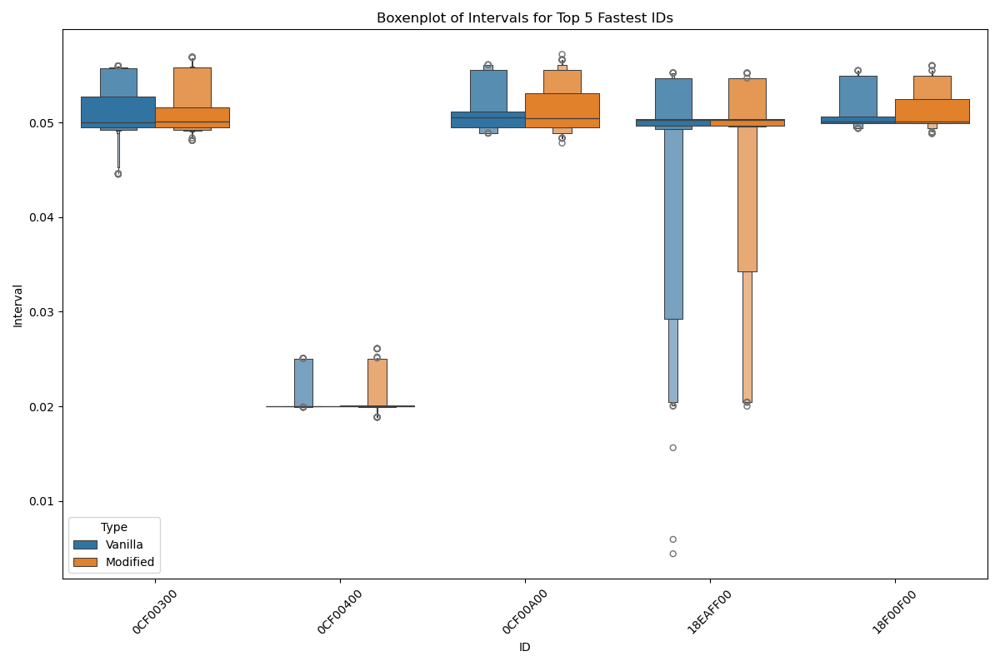 Boxenplot of Intervals for Top 5 Fastest IDs
Interval
0.05
0.04
0.03
0.02
0.01
Type
Vanilla
Modified
0CF00300
0CF00400
0CF00A00
18EAFF00
18F00F00
ID